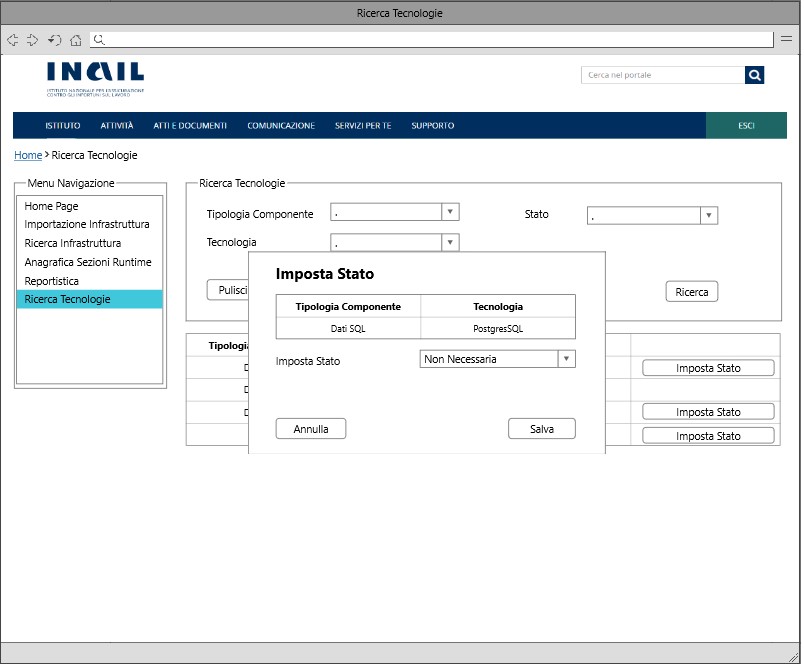 Ricerca Tecnologie
INAIL
ISTITUTO NAZIONALE PER L'ASSICURAZIONE
CONTRO GLI INFORTUNI SUL LAVORO
Cerca nel portale
ISTITUTO ATTIVITÀ ATTI E DOCUMENTI COMUNICAZIONE SERVIZI PER TE SUPPORTO ESCI
Home > Ricerca Tecnologie
Menu Navigazione
Home Page
Importazione Infrastruttura
Ricerca Infrastruttura
Anagrafica Sezioni Runtime
Reportistica
Ricerca Tecnologie
Ricerca Tecnologie
Tipologia Componente . Stato .
Tecnologia .
Pulisci Ricerca
Imposta Stato
Tipologia Componente Tecnologia
Dati SQL PostgresSQL
Imposta Stato Non Necessaria
Annulla Salva
Imposta Stato
Imposta Stato
Imposta Stato